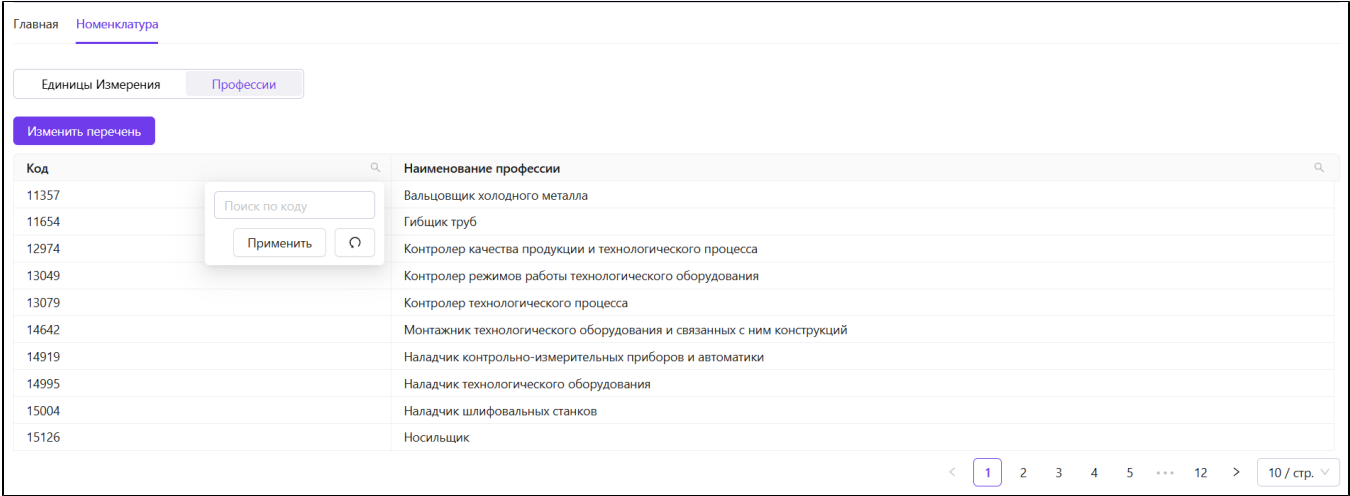 Главная Номенклатура
Единицы Измерения Профессии
Изменить перечень
Код Наименование профессии
11357 Вальцовщик холодного металла
Поиск по коду
11654 Гибщик труб
Применить
12974 Контролер качества продукции и технологического процесса
13049 Контролер режимов работы технологического оборудования
13079 Контролер технологического процесса
14642 Монтажник технологического оборудования и связанных с ним конструкций
14919 Наладчик контрольно-измерительных приборов и автоматики
14995 Наладчик технологического оборудования
15004 Наладчик шлифовальных станков
15126 Носильщик
< 1 2 3 4 5 ••• 12 > 10 / стр.